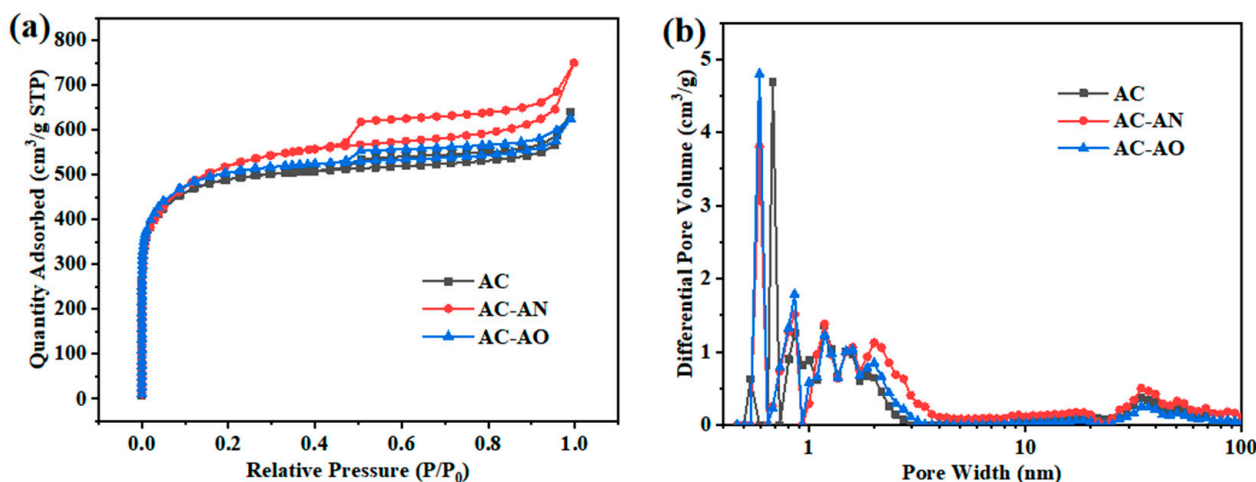 (a)
Quantity Adsorbed (cm³/g STP)
800
700
600
500
400
300
200
100
0
AC
AC-AN
AC-AO
0.0 0.2 0.4 0.6 0.8 1.0
Relative Pressure (P/P₀)
(b)
Differential Pore Volume (cm³/g)
5
4
3
2
1
0
AC
AC-AN
AC-AO
1 10 100
Pore Width (nm)